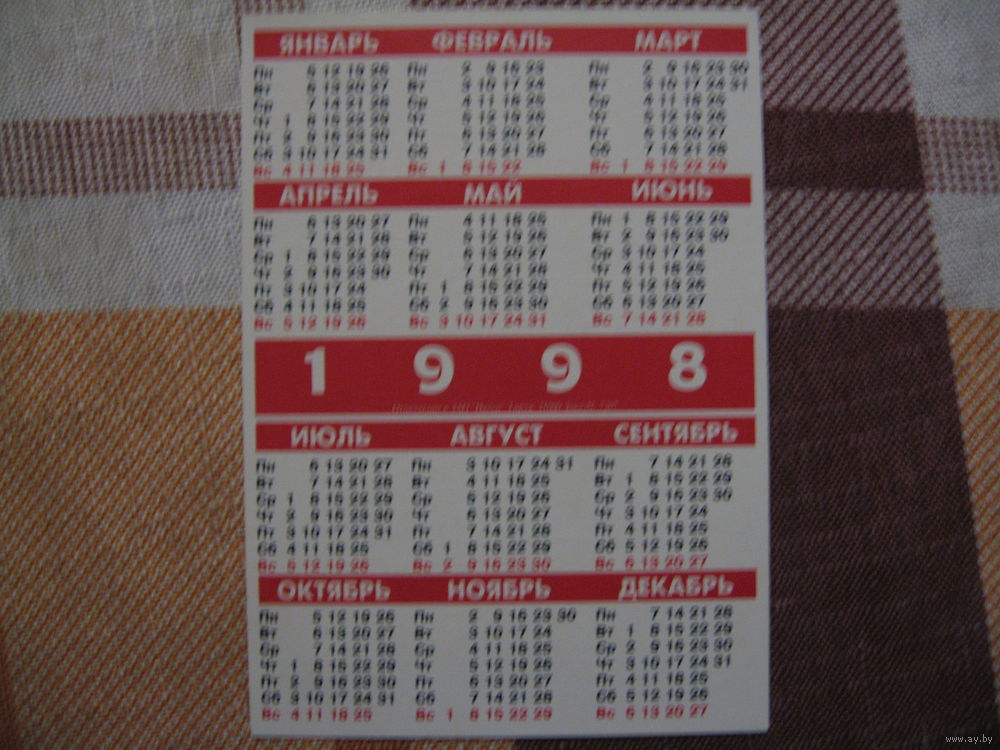 ЯНВАРЬ ФЕВРАЛЬ МАРТ
Пн 5 12 19 26 Пн 2 9 16 23 Пн 2 9 16 23 30
Вт 6 13 20 27 Вт 3 10 17 24 Вт 3 10 17 24 31
Ср 7 14 21 28 Ср 4 11 18 25 Ср 4 11 18 25
Чт 1 8 15 22 29 Чт 5 12 19 26 Чт 5 12 19 26
Пт 2 9 16 23 30 Пт 6 13 20 27 Пт 6 13 20 27
Сб 3 10 17 24 31 Сб 7 14 21 28 Сб 7 14 21 28
Вс 4 11 18 25 Вс 1 8 15 22 Вс 1 8 15 22 29
АПРЕЛЬ МАЙ ИЮНЬ
Пн 6 13 20 27 Пн 4 11 18 25 Пн 1 8 15 22 29
Вт 7 14 21 28 Вт 5 12 19 26 Вт 2 9 16 23 30
Ср 1 8 15 22 29 Ср 6 13 20 27 Ср 3 10 17 24
Чт 2 9 16 23 30 Чт 7 14 21 28 Чт 4 11 18 25
Пт 3 10 17 24 Пт 1 8 15 22 29 Пт 5 12 19 26
Сб 4 11 18 25 Сб 2 9 16 23 30 Сб 6 13 20 27
Вс 5 12 19 26 Вс 3 10 17 24 31 Вс 7 14 21 28
1 9 9 8
ИЮЛЬ АВГУСТ СЕНТЯБРЬ
Пн 6 13 20 27 Пн 3 10 17 24 31 Пн 7 14 21 28
Вт 7 14 21 28 Вт 4 11 18 25 Вт 1 8 15 22 29
Ср 1 8 15 22 29 Ср 5 12 19 26 Ср 2 9 16 23 30
Чт 2 9 16 23 30 Чт 6 13 20 27 Чт 3 10 17 24
Пт 3 10 17 24 31 Пт 7 14 21 28 Пт 4 11 18 25
Сб 4 11 18 25 Сб 1 8 15 22 29 Сб 5 12 19 26
Вс 5 12 19 26 Вс 2 9 16 23 30 Вс 6 13 20 27
ОКТЯБРЬ НОЯБРЬ ДЕКАБРЬ
Пн 5 12 19 26 Пн 2 9 16 23 30 Пн 7 14 21 28
Вт 6 13 20 27 Вт 3 10 17 24 Вт 1 8 15 22 29
Ср 7 14 21 28 Ср 4 11 18 25 Ср 2 9 16 23 30
Чт 1 8 15 22 29 Чт 5 12 19 26 Чт 3 10 17 24 31
Пт 2 9 16 23 30 Пт 6 13 20 27 Пт 4 11 18 25
Сб 3 10 17 24 31 Сб 7 14 21 28 Сб 5 12 19 26
Вс 4 11 18 25 Вс 1 8 15 22 29 Вс 6 13 20 27
www.ay.by